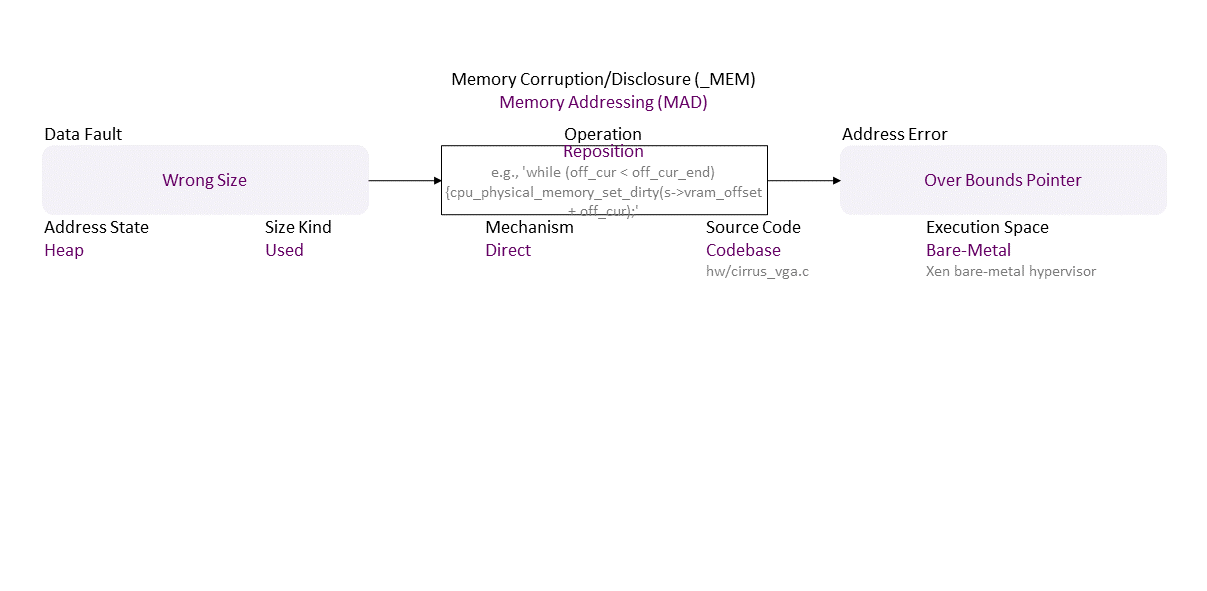 Memory Corruption/Disclosure (_MEM)
Memory Addressing (MAD)
Data Fault
Operation
Address Error
Wrong Size
Reposition
e.g., 'while (off_cur < off_cur_end)
{cpu_physical_memory_set_dirty(s->vram_offset
+ off_cur);'
Over Bounds Pointer
Address State
Size Kind
Mechanism
Source Code
Execution Space
Heap
Used
Direct
Codebase
Bare-Metal
hw/cirrus_vga.c
Xen bare-metal hypervisor